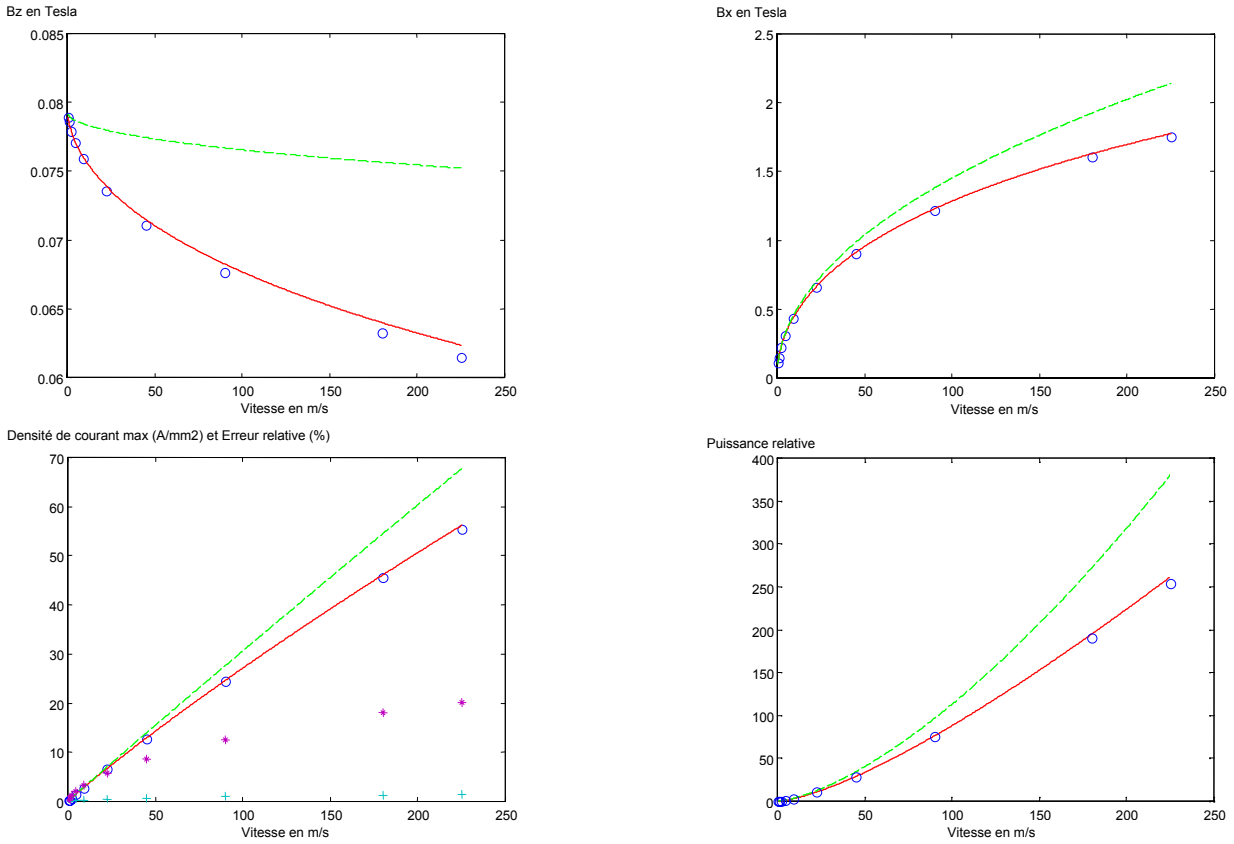 Bz en Tesla
0.085
0.08
0.075
0.07
0.065
0.06
0 50 100 150 200 250
Vitesse en m/s
Bx en Tesla
2.5
2
1.5
1
0.5
0
0 50 100 150 200 250
Vitesse en m/s
Densité de courant max (A/mm2) et Erreur relative (%)
70
60
50
40
30
20
10
0
0 50 100 150 200 250
Vitesse en m/s
Puissance relative
400
350
300
250
200
150
100
50
0
0 50 100 150 200 250
Vitesse en m/s